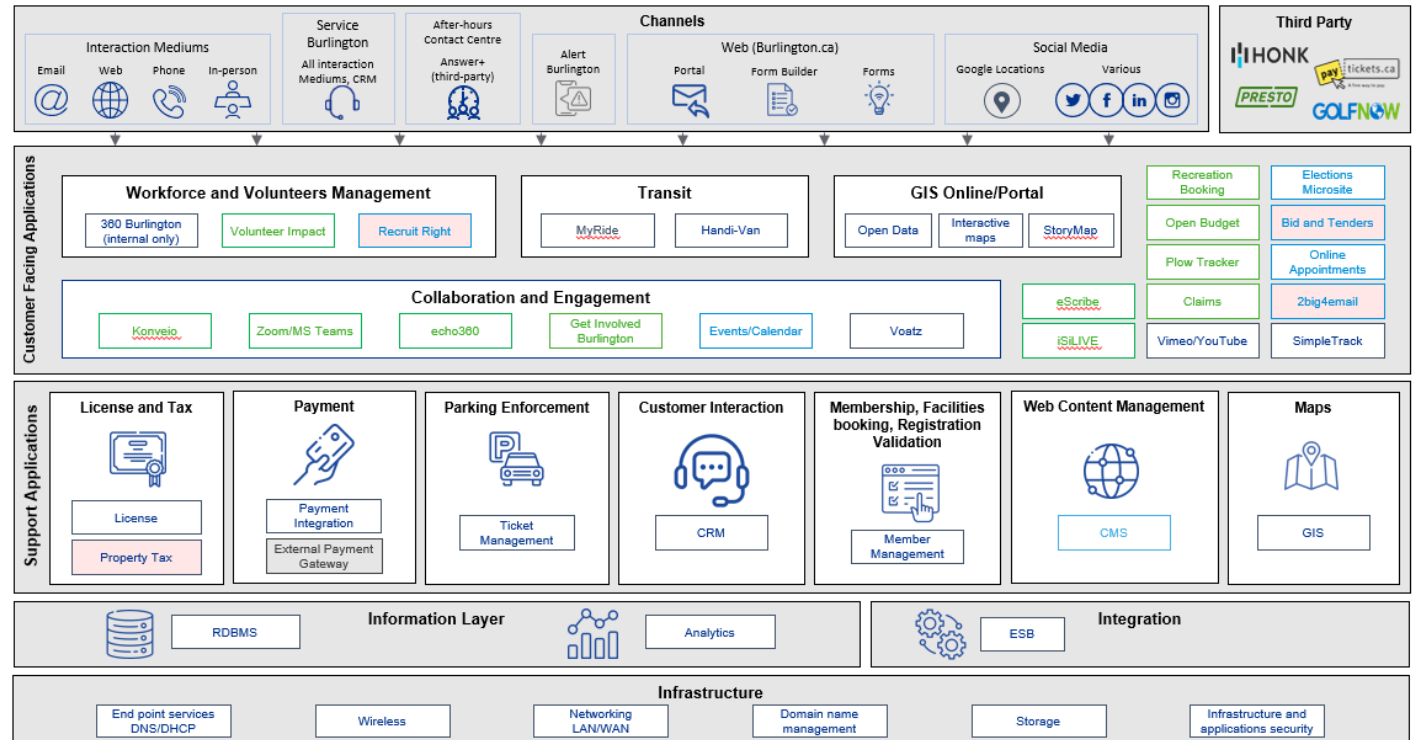 Channels
Interaction Mediums
Email
Web
Phone
In-person
Service
Burlington
All interaction
Mediums, CRM
After-hours
Contact Centre
Answer+
(third-party)
Alert
Burlington
Web (Burlington.ca)
Portal
Form Builder
Forms
Social Media
Google Locations
Various
Third Party
HONK
pay
tickets.ca
A fine way to pay
PRESTO
GOLFNOW
Customer Facing Applications
Workforce and Volunteers Management
360 Burlington
(internal only)
Volunteer Impact
Recruit Right
Transit
MyRide
Handi-Van
GIS Online/Portal
Open Data
Interactive
maps
StoryMap
Recreation
Booking
Elections
Microsite
Open Budget
Bid and Tenders
Plow Tracker
Online
Appointments
Collaboration and Engagement
Konveio
Zoom/MS Teams
echo360
Get Involved
Burlington
Events/Calendar
Voatz
eScribe
Claims
2big4email
iSiLIVE
Vimeo/YouTube
SimpleTrack
Support Applications
License and Tax
License
Property Tax
Payment
Payment
Integration
External Payment
Gateway
Parking Enforcement
Ticket
Management
Customer Interaction
CRM
Membership, Facilities
booking, Registration
Validation
Member
Management
Web Content Management
CMS
Maps
GIS
Information Layer
RDBMS
Analytics
Integration
ESB
Infrastructure
End point services
DNS/DHCP
Wireless
Networking
LAN/WAN
Domain name
management
Storage
Infrastructure and
applications security